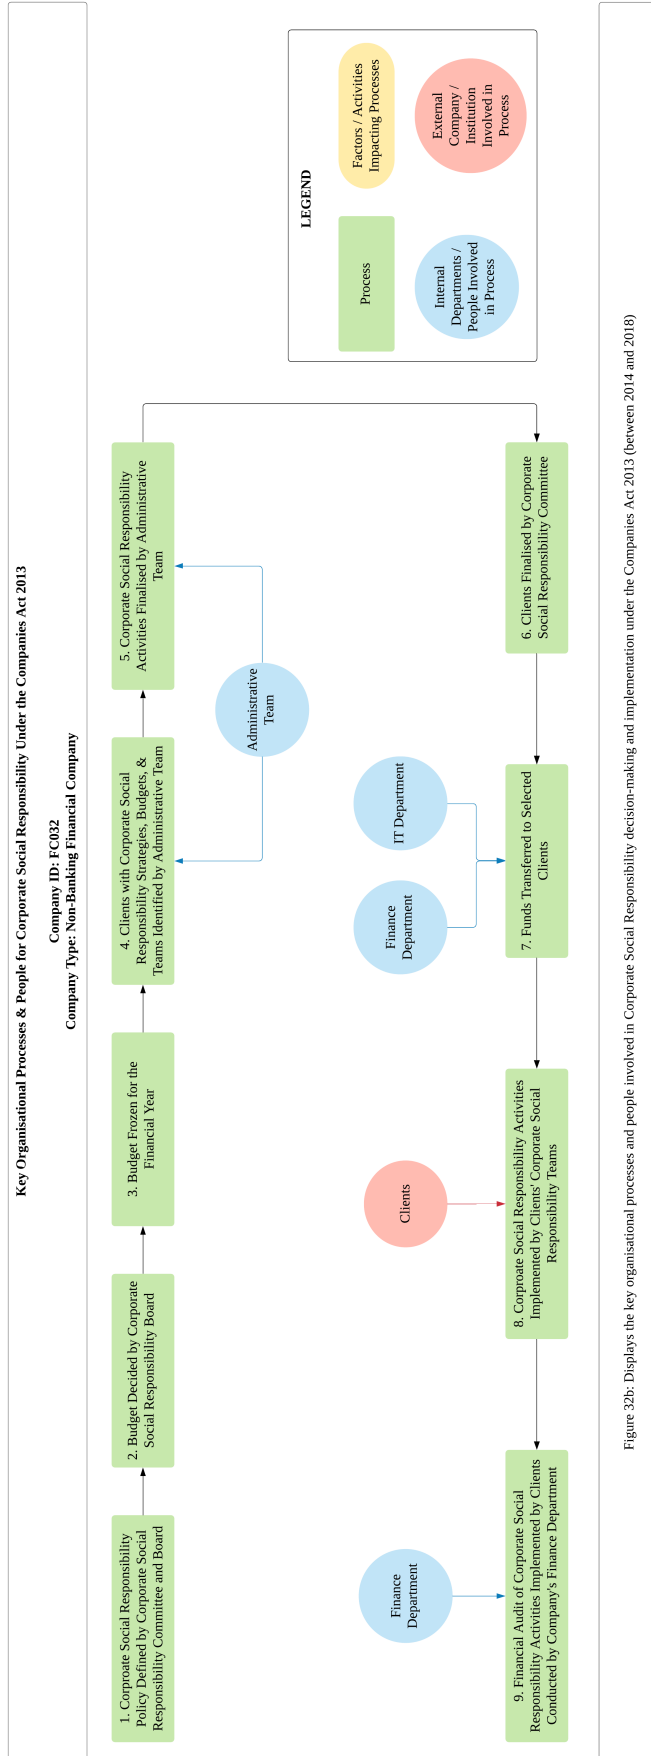 Key Organisational Processes & People for Corporate Social Responsibility Under the Companies Act 2013
Company ID: FC032
Company Type: Non-Banking Financial Company
1. Corproate Social Responsibility
Policy Defined by Corporate Social
Responsibility Committee and Board
2. Budget Decided by Corporate
Social Responsibility Board
3. Budget Frozen for the
Financial Year
4. Clients with Corporate Social
Responsibility Strategies, Budgets, &
Teams Identified by Administrative Team
5. Corporate Social Responsibility
Activities Finalised by Administrative
Team
Administrative
Team
6. Clients Finalised by Corporate
Social Responsibility Committee
IT Department
Finance
Department
7. Funds Transferred to Selected
Clients
Clients
8. Corproate Social Responsibility Activities
Implemented by Clients' Corporate Social
Responsibility Teams
Finance
Department
9. Financial Audit of Corporate Social
Responsibility Activities Implemented by Clients
Conducted by Company's Finance Department
LEGEND
Process
Factors / Activities
Impacting Processes
Internal
Departments /
People Involved
in Process
External
Company /
Institution
Involved in
Process
Figure 32b: Displays the key organisational processes and people involved in Corporate Social Responsibility decision-making and implementation under the Companies Act 2013 (between 2014 and 2018)